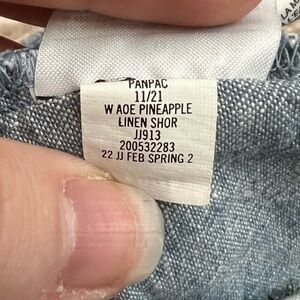 PANPAC
11/21
W AOE PINEAPPLE
LINEN SHOR
JJ913
200532283
22 JJ FEB SPRING 2